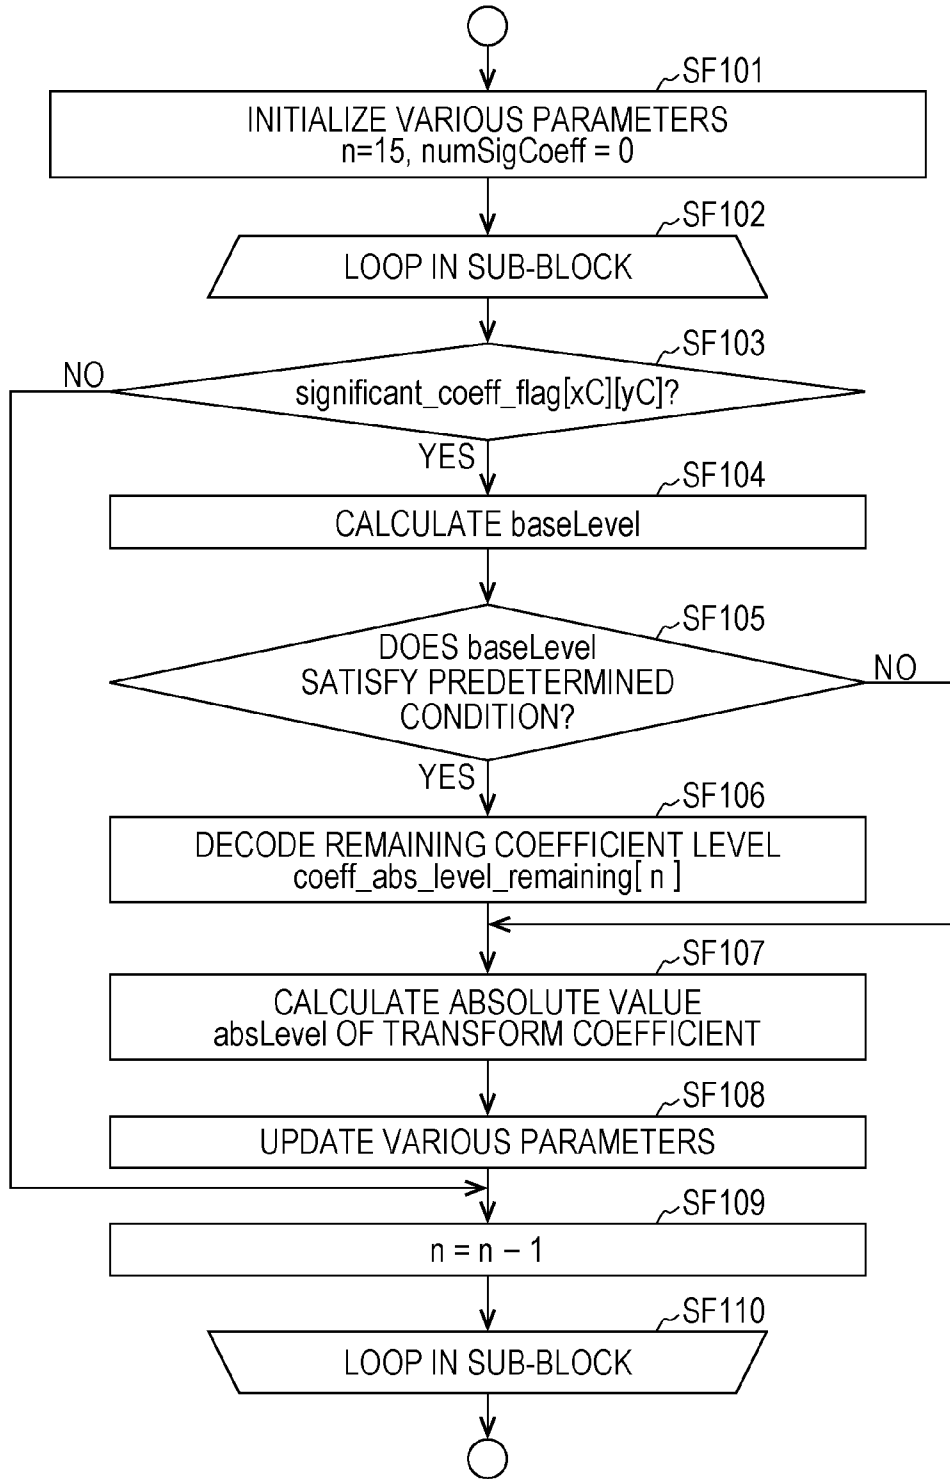 SF101
INITIALIZE VARIOUS PARAMETERS
n=15, numSigCoeff = 0
SF102
LOOP IN SUB-BLOCK
SF103
NO
significant_coeff_flag[xC][yC]?
YES
SF104
CALCULATE baseLevel
SF105
DOES baseLevel
SATISFY PREDETERMINED
CONDITION?
NO
YES
SF106
DECODE REMAINING COEFFICIENT LEVEL
coeff_abs_level_remaining[ n ]
SF107
CALCULATE ABSOLUTE VALUE
absLevel OF TRANSFORM COEFFICIENT
SF108
UPDATE VARIOUS PARAMETERS
SF109
n = n – 1
SF110
LOOP IN SUB-BLOCK